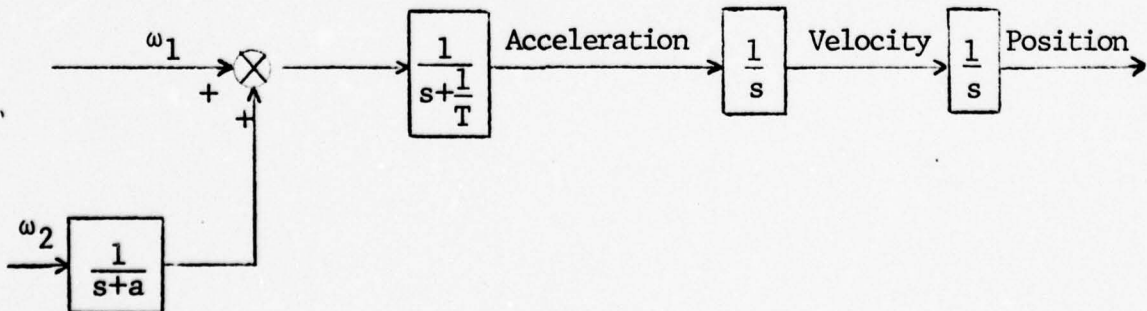 ω1
+
+
1
s+1/T
Acceleration
1
s
Velocity
1
s
Position
ω2
1
s+a